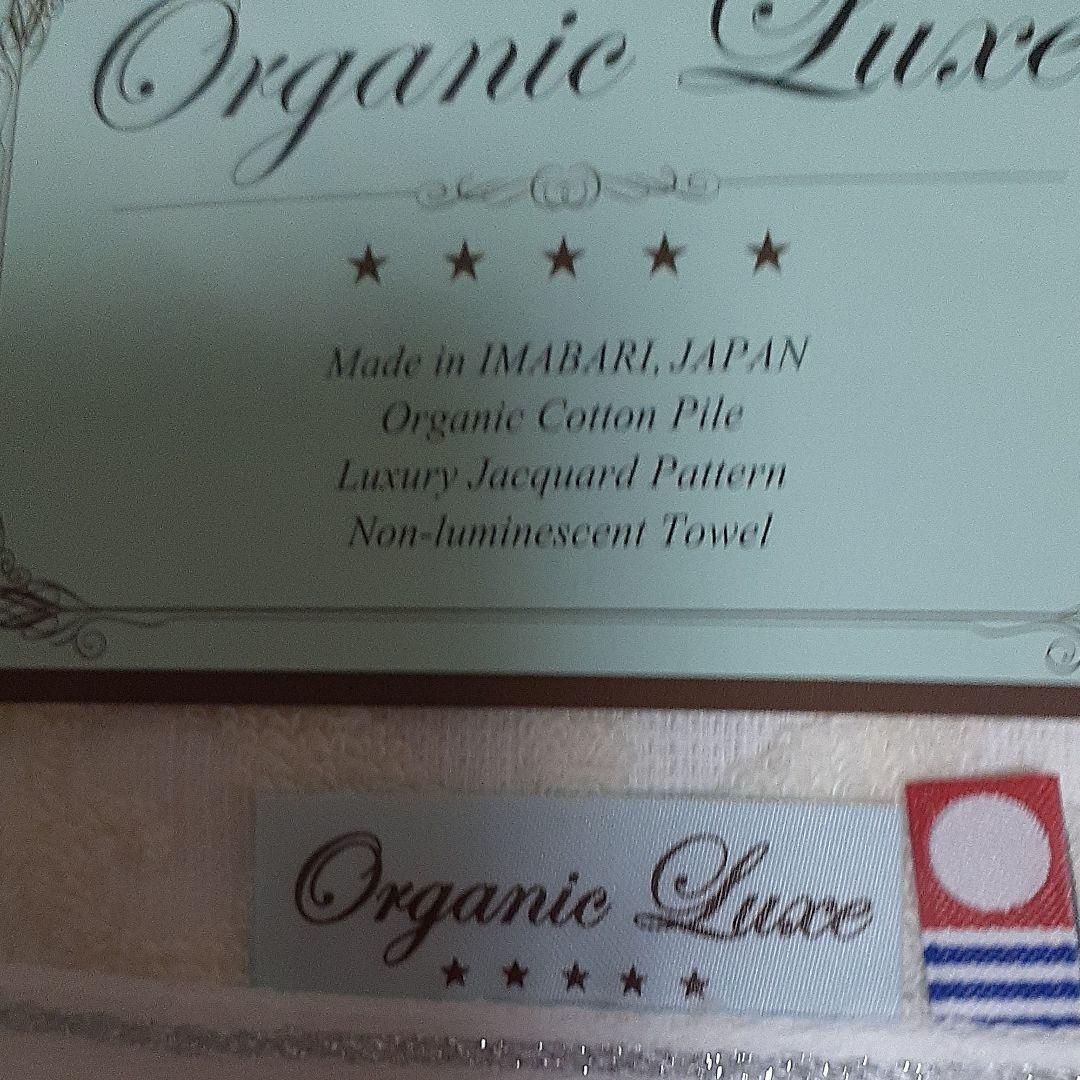 Organic Luxe
★ ★ ★ ★ ★
Made in IMABARI, JAPAN
Organic Cotton Pile
Luxury Jacquard Pattern
Non-luminescent Towel
Organic Luxe
★ ★ ★ ★ ★